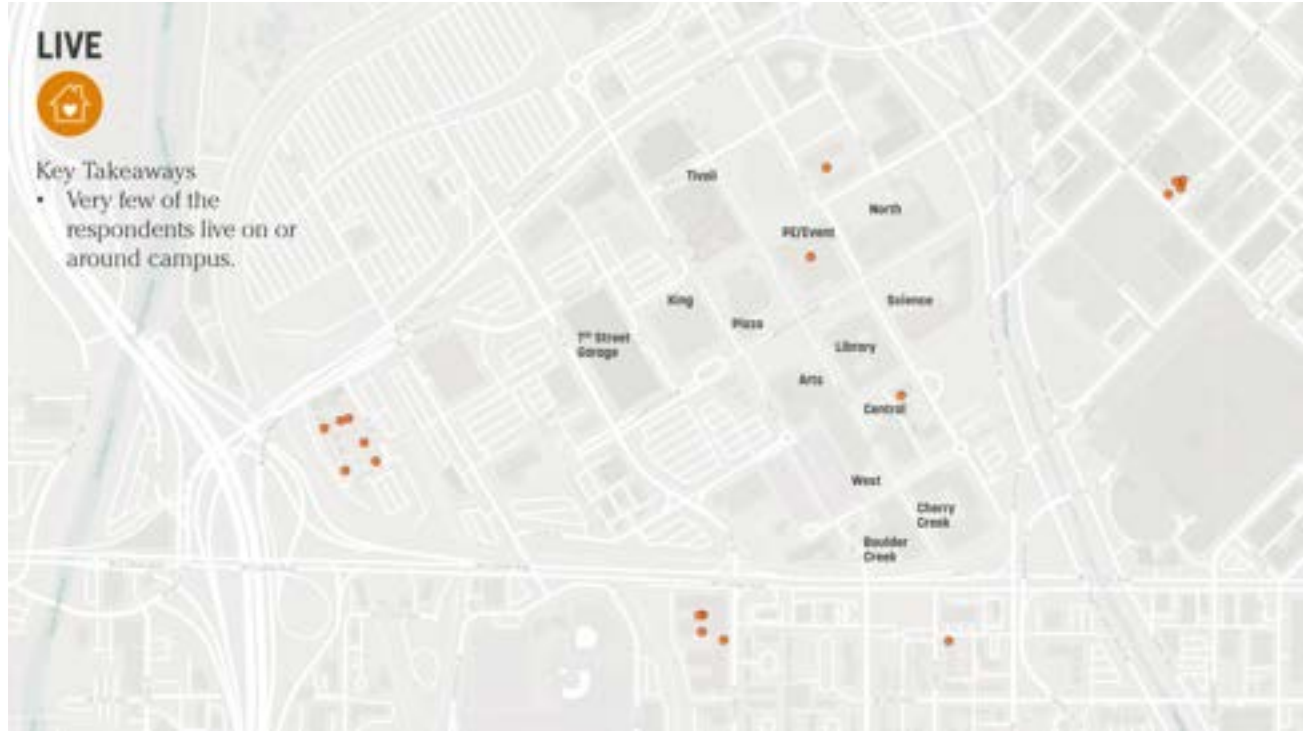 LIVE
Key Takeaways
• Very few of the
respondents live on or
around campus.
Tivoli
North
PE/Event
King
Science
Plaza
7th Street
Garage
Library
Arts
Central
West
Cherry
Creek
Boulder
Creek